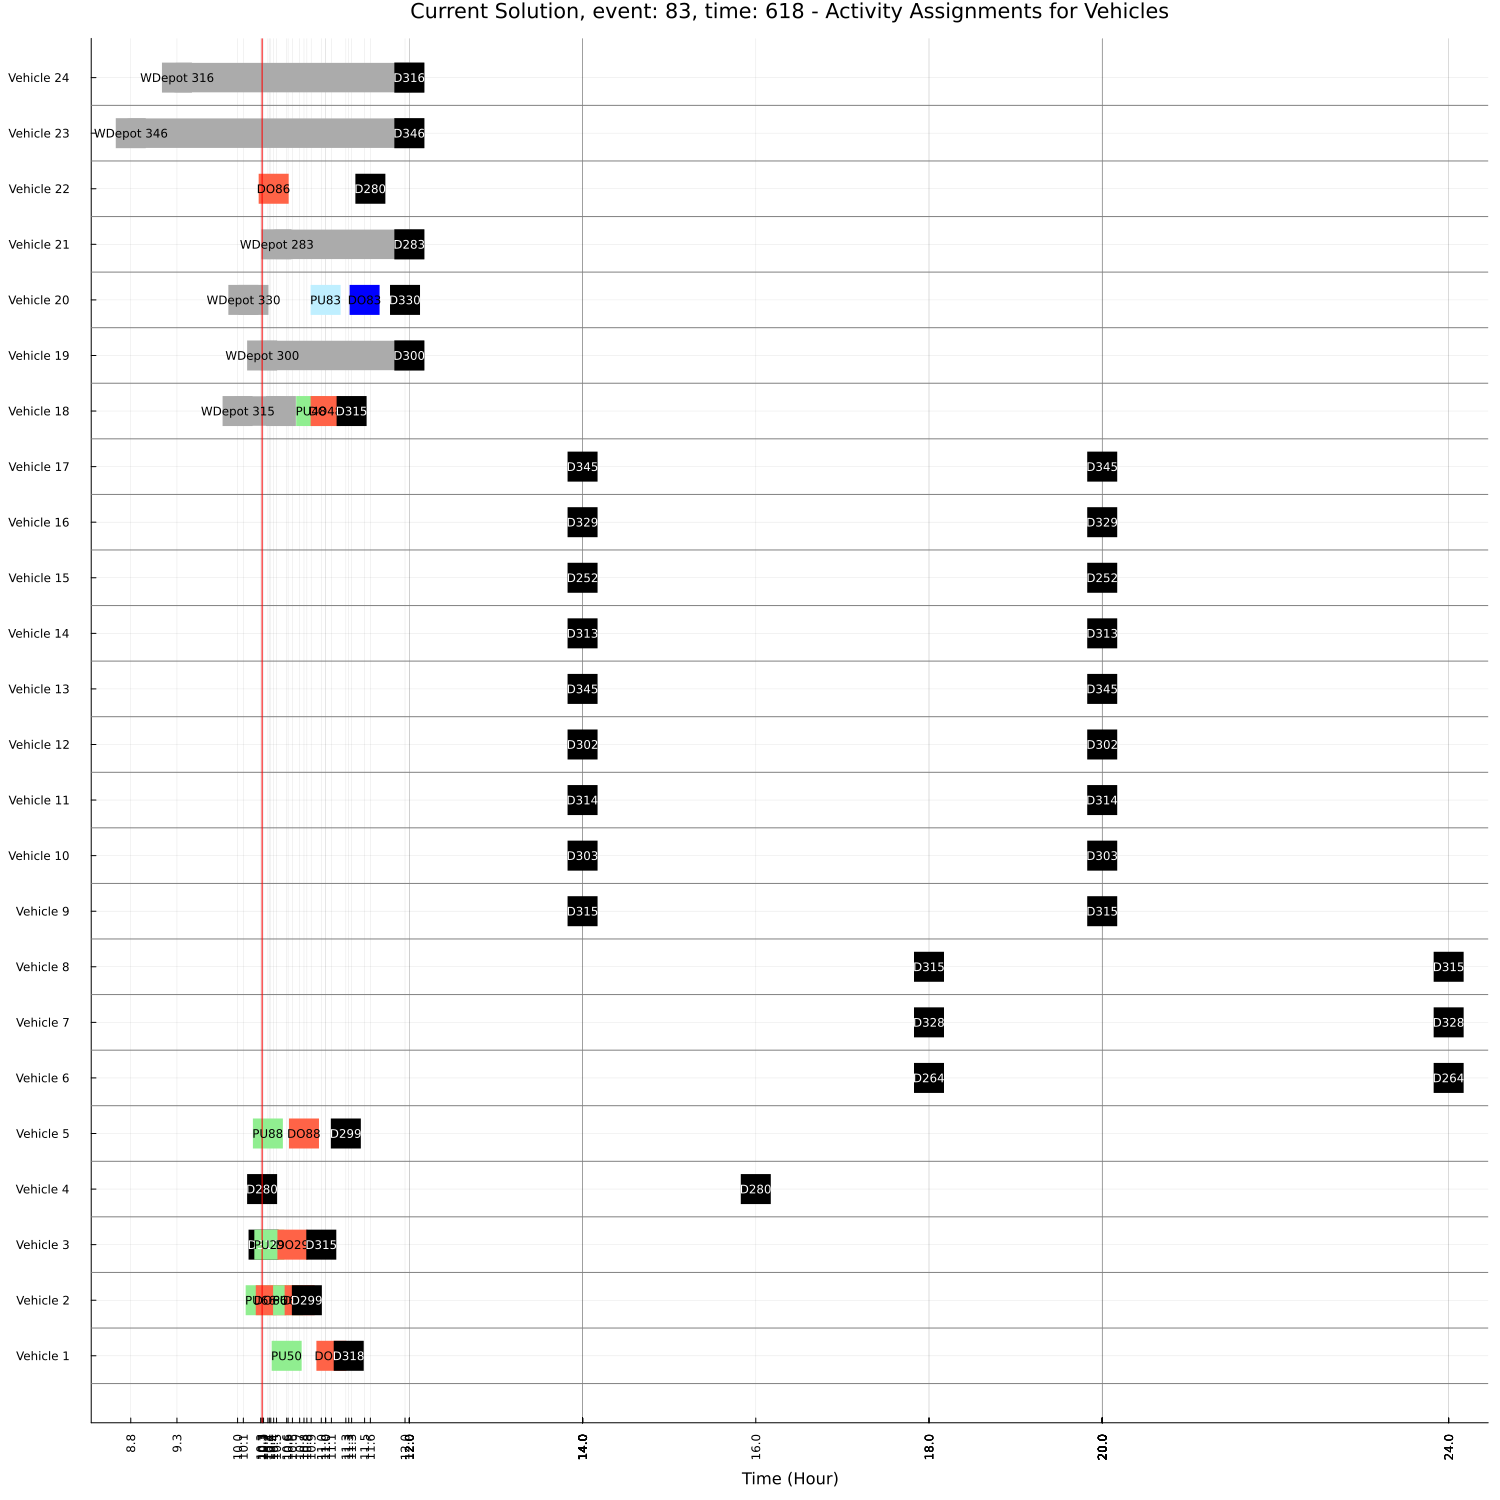 Current Solution, event: 83, time: 618 - Activity Assignments for Vehicles
Vehicle 24 WDepot 316 D316
Vehicle 23 WDepot 346 D346
Vehicle 22 DO86 D280
Vehicle 21 WDepot 283 D283
Vehicle 20 WDepot 330 PU83 DO83 D330
Vehicle 19 WDepot 300 D300
Vehicle 18 WDepot 315 D315
Vehicle 17 D345 D345
Vehicle 16 D329 D329
Vehicle 15 D252 D252
Vehicle 14 D313 D313
Vehicle 13 D345 D345
Vehicle 12 D302 D302
Vehicle 11 D314 D314
Vehicle 10 D303 D303
Vehicle 9 D315 D315
Vehicle 8 D315 D315
Vehicle 7 D328 D328
Vehicle 6 D264 D264
Vehicle 5 PU88 DO88 D299
Vehicle 4 D280 D280
Vehicle 3 PU29 DO29 D315
Vehicle 2 D299
Vehicle 1 PU50 DO D318
8.8 9.3 10.0 10.1 11.1 11.6 14.0 16.0 18.0 20.0 24.0
Time (Hour)